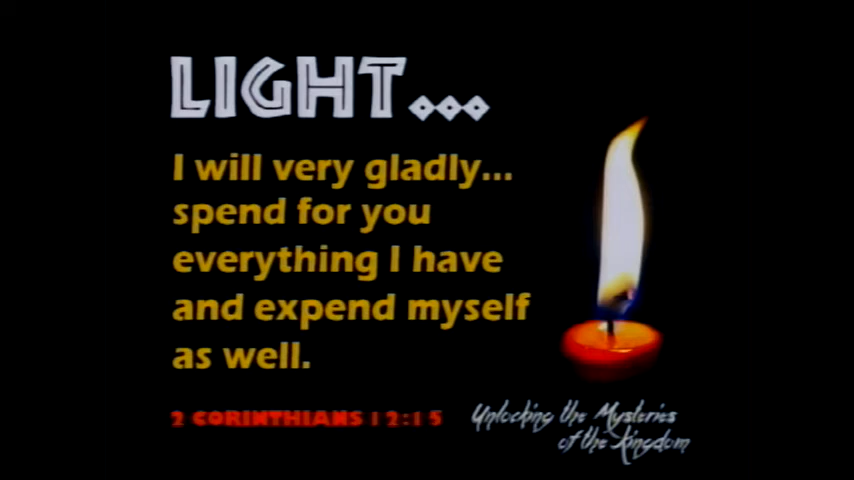 LIGHT...
I will very gladly...
spend for you
everything I have
and expend myself
as well.
2 CORINTHIANS 12:15
Unlocking the Mysteries
of the kingdom